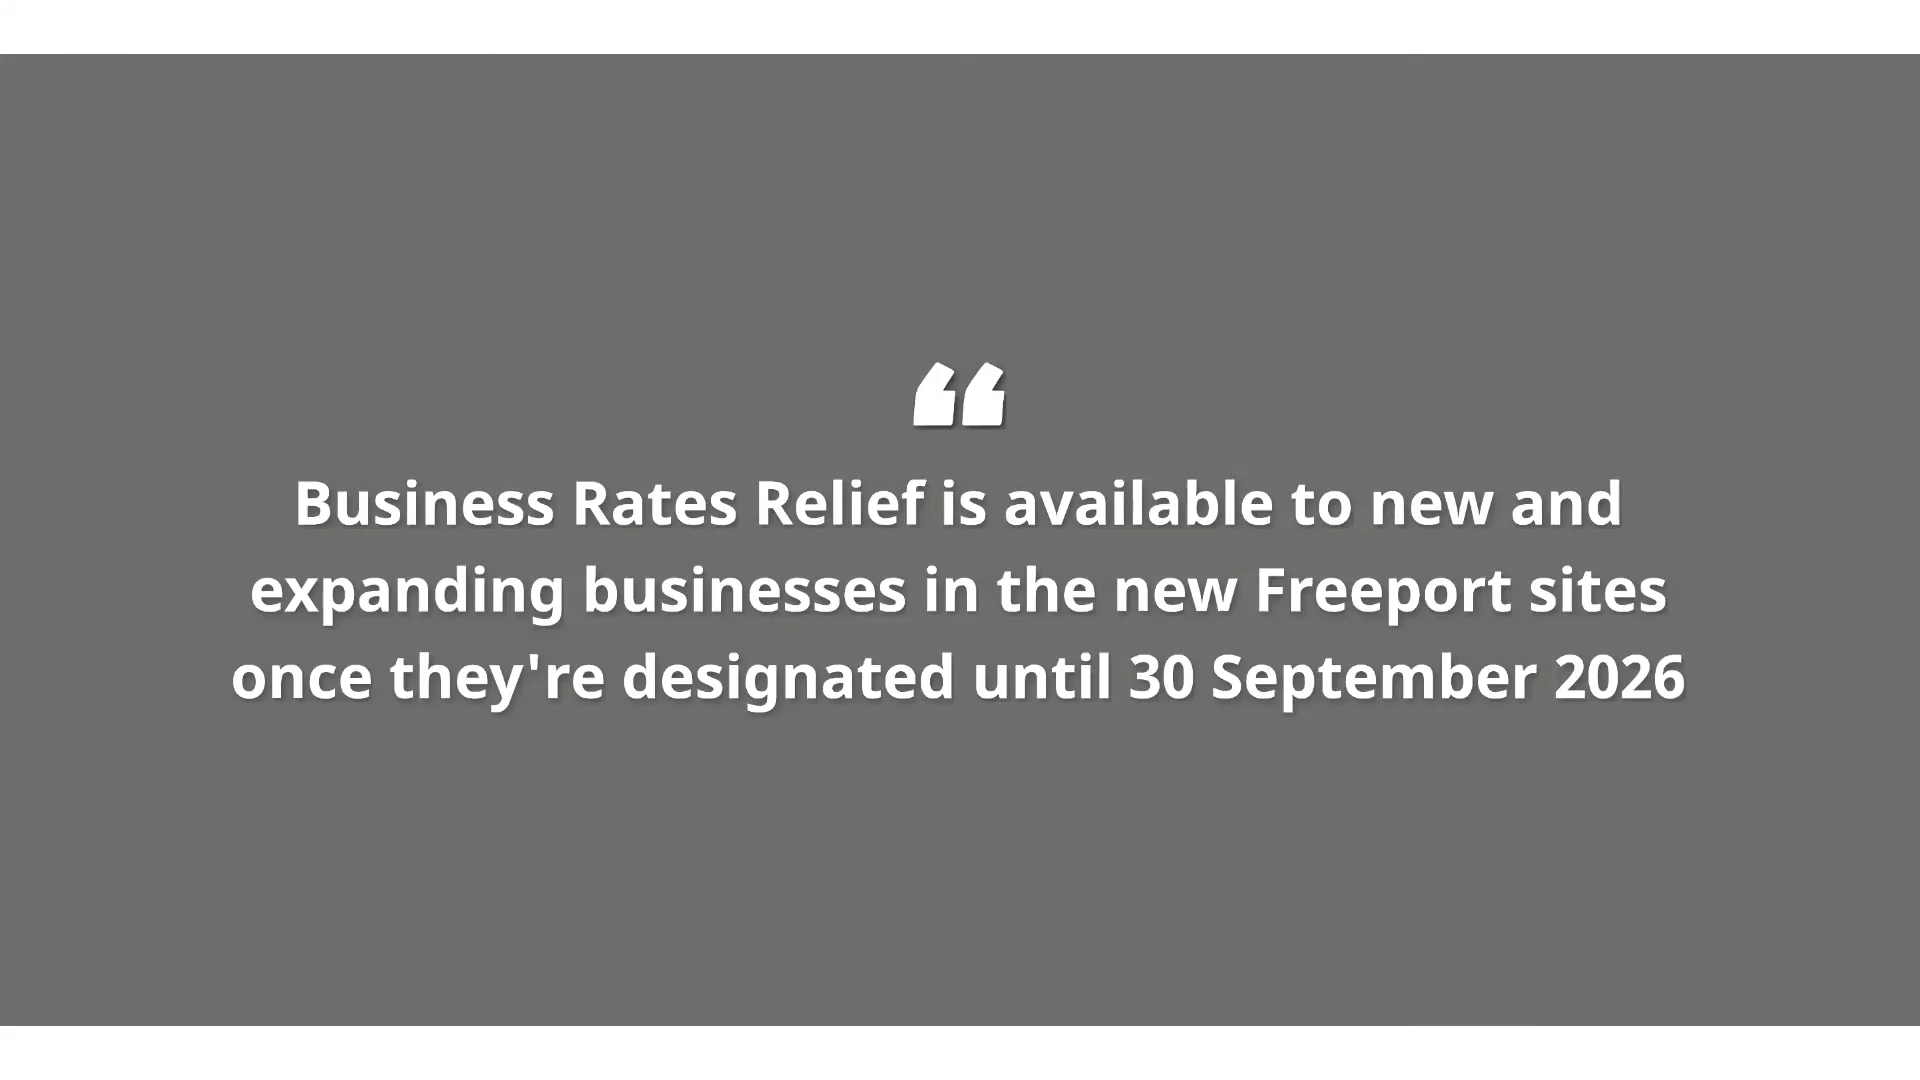 “
Business Rates Relief is available to new and
expanding businesses in the new Freeport sites
once they're designated until 30 September 2026